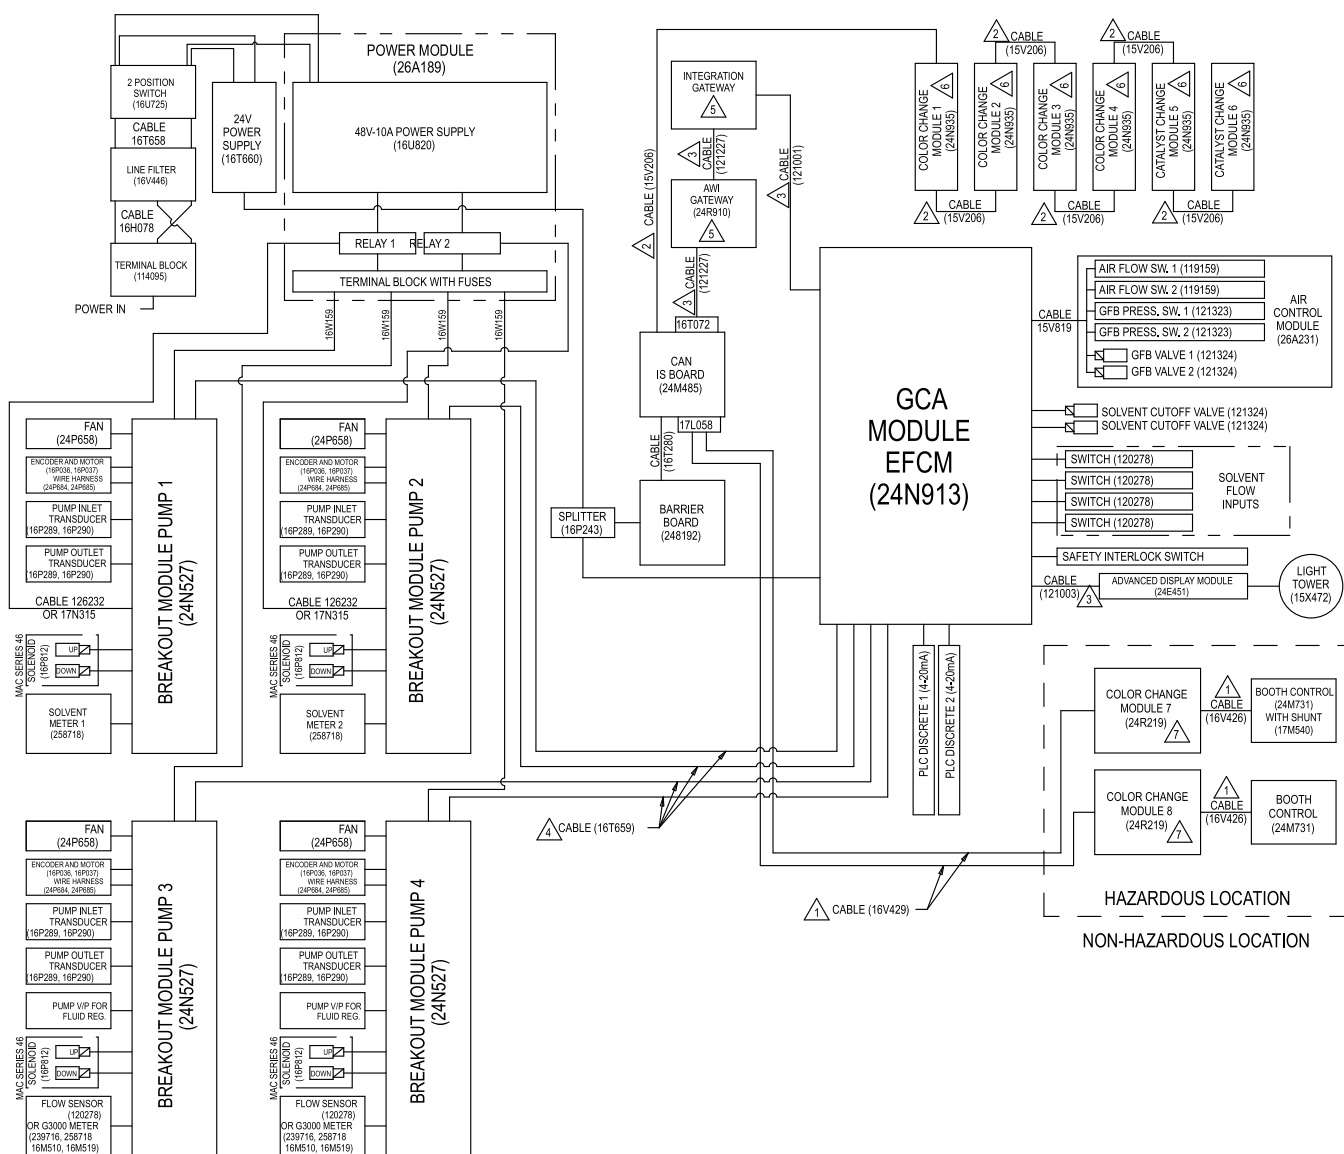 POWER MODULE
(26A189)
2 POSITION
SWITCH
(16U725)
CABLE
16T658
LINE FILTER
(16V446)
CABLE
16H078
TERMINAL BLOCK
(114095)
POWER IN
24V
POWER
SUPPLY
(16T660)
48V-10A POWER SUPPLY
(16U820)
RELAY 1
RELAY 2
TERMINAL BLOCK WITH FUSES
16W159
16W159
16W159
16W159
INTEGRATION
GATEWAY
5
3
CABLE
(121227)
AWI
GATEWAY
(24R910)
5
3
CABLE
(121227)
2
CABLE (15V206)
3
CABLE
(121001)
16T072
CAN
IS BOARD
(24M485)
17L058
CABLE
(16T280)
BARRIER
BOARD
(248192)
SPLITTER
(16P243)
2
CABLE
(15V206)
2
CABLE
(15V206)
COLOR CHANGE
MODULE 1
(24N935)
6
COLOR CHANGE
MODULE 2
(24N935)
6
COLOR CHANGE
MODULE 3
(24N935)
6
COLOR CHANGE
MODULE 4
(24N935)
6
CATALYST CHANGE
MODULE 5
(24N935)
6
CATALYST CHANGE
MODULE 6
(24N935)
6
2
CABLE
(15V206)
2
CABLE
(15V206)
2
CABLE
(15V206)
GCA
MODULE
EFCM
(24N913)
CABLE
15V819
AIR FLOW SW. 1 (119159)
AIR FLOW SW. 2 (119159)
GFB PRESS. SW. 1 (121323)
GFB PRESS. SW. 2 (121323)
GFB VALVE 1 (121324)
GFB VALVE 2 (121324)
AIR
CONTROL
MODULE
(26A231)
SOLVENT CUTOFF VALVE (121324)
SOLVENT CUTOFF VALVE (121324)
SWITCH (120278)
SWITCH (120278)
SWITCH (120278)
SWITCH (120278)
SOLVENT
FLOW
INPUTS
SAFETY INTERLOCK SWITCH
CABLE
(121003)
3
ADVANCED DISPLAY MODULE
(24E451)
LIGHT
TOWER
(15X472)
PLC DISCRETE 1 (4-20mA)
PLC DISCRETE 2 (4-20mA)
COLOR CHANGE
MODULE 7
(24R219)
7
1
CABLE
(16V426)
BOOTH CONTROL
(24M731)
WITH SHUNT
(17M540)
COLOR CHANGE
MODULE 8
(24R219)
7
1
CABLE
(16V426)
BOOTH
CONTROL
(24M731)
HAZARDOUS LOCATION
NON-HAZARDOUS LOCATION
4
CABLE (16T659)
1
CABLE (16V429)
FAN
(24P658)
ENCODER AND MOTOR
(16P036, 16P037)
WIRE HARNESS
(24P684, 24P685)
PUMP INLET
TRANSDUCER
(16P289, 16P290)
PUMP OUTLET
TRANSDUCER
(16P289, 16P290)
CABLE 126232
OR 17N315
MAC SERIES 46
SOLENOID
(16P812)
UP
DOWN
SOLVENT
METER 1
(258718)
BREAKOUT MODULE PUMP 1
(24N527)
FAN
(24P658)
ENCODER AND MOTOR
(16P036, 16P037)
WIRE HARNESS
(24P684, 24P685)
PUMP INLET
TRANSDUCER
(16P289, 16P290)
PUMP OUTLET
TRANSDUCER
(16P289, 16P290)
CABLE 126232
OR 17N315
MAC SERIES 46
SOLENOID
(16P812)
UP
DOWN
SOLVENT
METER 2
(258718)
BREAKOUT MODULE PUMP 2
(24N527)
FAN
(24P658)
ENCODER AND MOTOR
(16P036, 16P037)
WIRE HARNESS
(24P684, 24P685)
PUMP INLET
TRANSDUCER
(16P289, 16P290)
PUMP OUTLET
TRANSDUCER
(16P289, 16P290)
PUMP V/P FOR
FLUID REG.
MAC SERIES 46
SOLENOID
(16P812)
UP
DOWN
FLOW SENSOR
(120278)
OR G3000 METER
(239716, 258718
16M510, 16M519)
BREAKOUT MODULE PUMP 3
(24N527)
FAN
(24P658)
ENCODER AND MOTOR
(16P036, 16P037)
WIRE HARNESS
(24P684, 24P685)
PUMP INLET
TRANSDUCER
(16P289, 16P290)
PUMP OUTLET
TRANSDUCER
(16P289, 16P290)
PUMP V/P FOR
FLUID REG.
MAC SERIES 46
SOLENOID
(16P812)
UP
DOWN
FLOW SENSOR
(120278)
OR G3000 METER
(239716, 258718
16M510, 16M519)
BREAKOUT MODULE PUMP 4
(24N527)